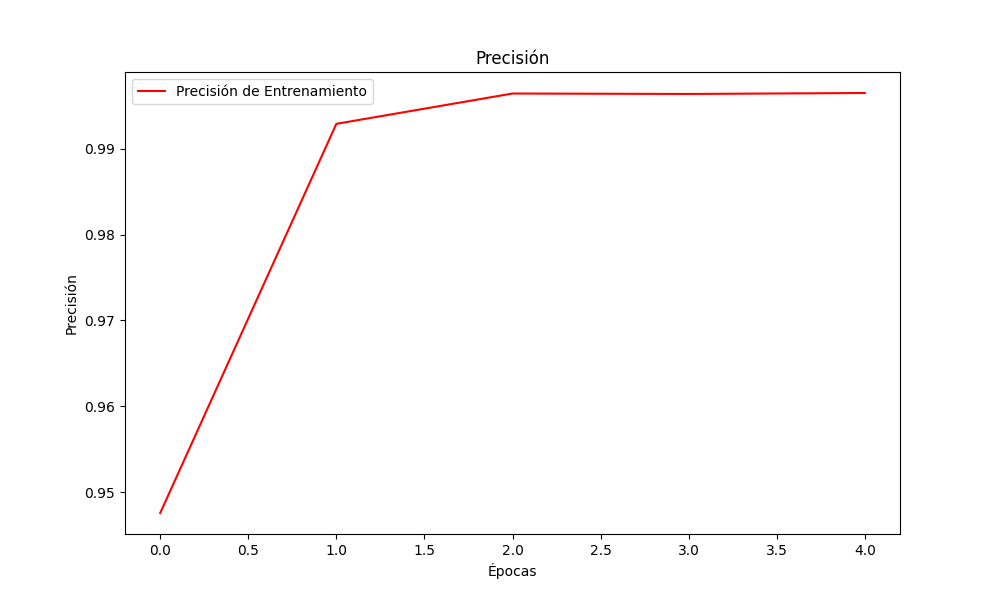 Precisión
Precisión de Entrenamiento
Precisión
0.99
0.98
0.97
0.96
0.95
0.0 0.5 1.0 1.5 2.0 2.5 3.0 3.5 4.0
Épocas